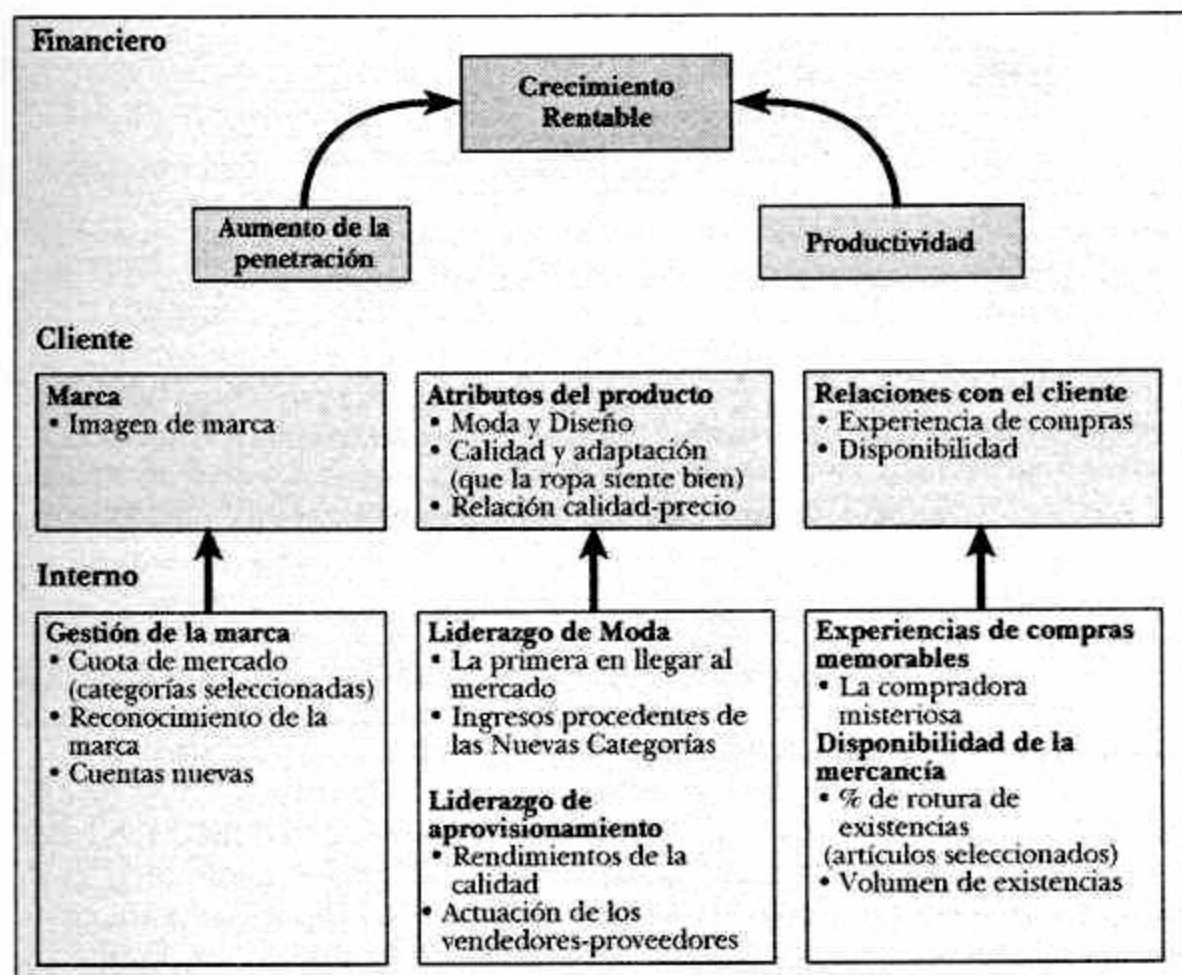 Financiero
Crecimiento
Rentable
Aumento de la
penetración
Productividad
Cliente
Marca
• Imagen de marca
Atributos del producto
• Moda y Diseño
• Calidad y adaptación
(que la ropa siente bien)
• Relación calidad-precio
Relaciones con el cliente
• Experiencia de compras
• Disponibilidad
Interno
Gestión de la marca
• Cuota de mercado
(categorías seleccionadas)
• Reconocimiento de la
marca
• Cuentas nuevas
Liderazgo de Moda
• La primera en llegar al
mercado
• Ingresos procedentes de
las Nuevas Categorías
Liderazgo de
aprovisionamiento
• Rendimientos de la
calidad
• Actuación de los
vendedores-proveedores
Experiencias de compras
memorables
• La compradora
misteriosa
Disponibilidad de la
mercancía
• % de rotura de
existencias
(artículos seleccionados)
• Volumen de existencias